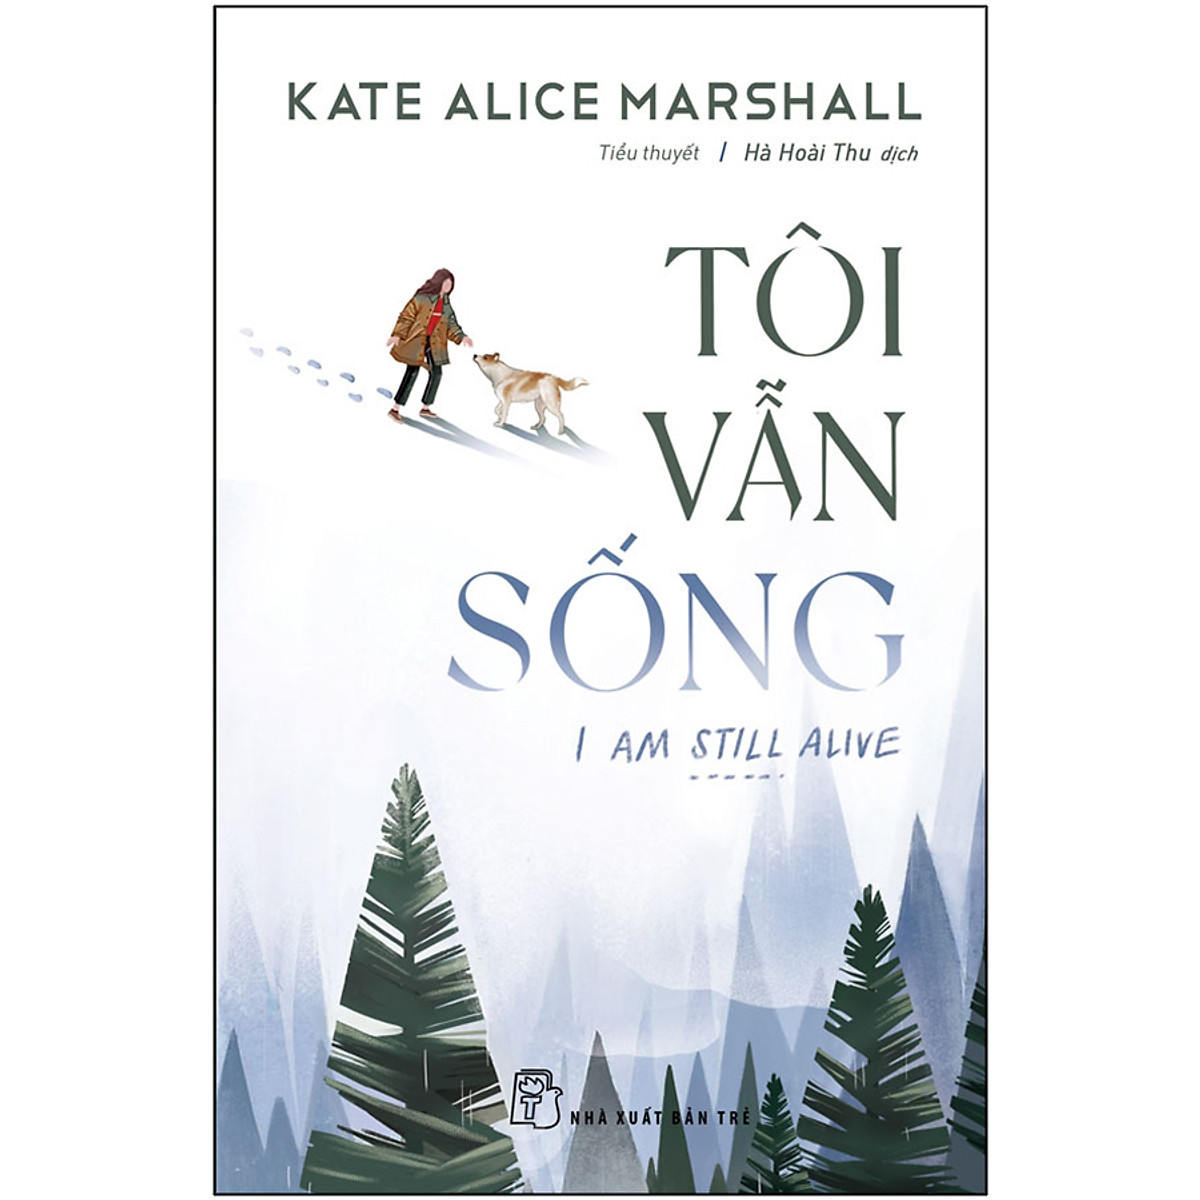 KATE ALICE MARSHALL
Tiểu thuyết / Hà Hoài Thu dịch
TÔI
VẪN
SỐNG
I AM STILL ALIVE
T
NHÀ XUẤT BẢN TRẺ